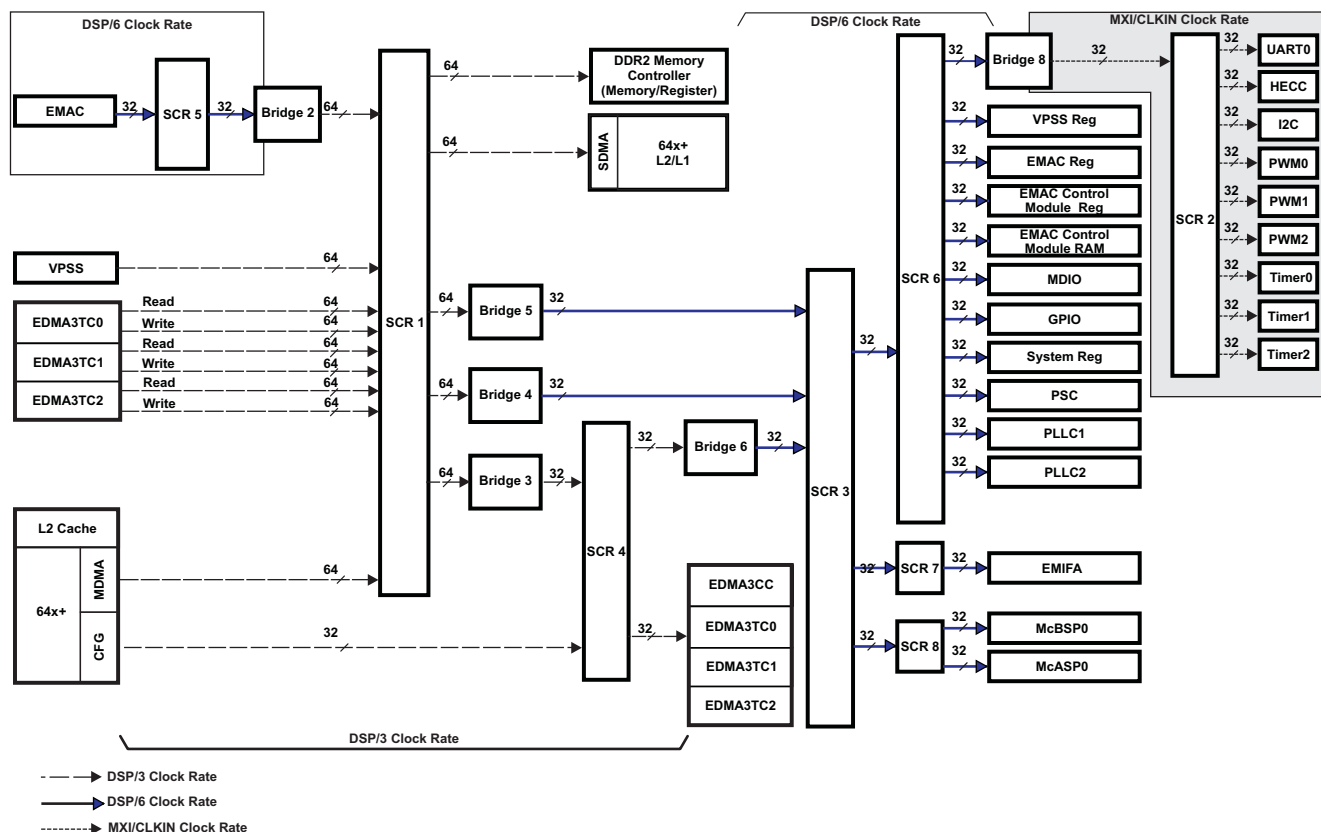 DSP/6 Clock Rate
DSP/6 Clock Rate
MXI/CLKIN Clock Rate
EMAC
32
SCR 5
32
Bridge 2
64
SCR 1
64
DDR2 Memory
Controller
(Memory/Register)
64
SDMA
64x+
L2/L1
VPSS
64
EDMA3TC0
EDMA3TC1
EDMA3TC2
Read
64
Write
64
Read
64
Write
64
Read
64
Write
64
64
Bridge 5
32
64
Bridge 4
32
64
Bridge 3
32
SCR 4
32
Bridge 6
32
L2 Cache
64x+
MDMA
CFG
64
32
32
EDMA3CC
EDMA3TC0
EDMA3TC1
EDMA3TC2
SCR 3
32
SCR 6
32
Bridge 8
32
SCR 2
32
UART0
32
HECC
32
I2C
32
PWM0
32
PWM1
32
PWM2
32
Timer0
32
Timer1
32
Timer2
32
VPSS Reg
32
EMAC Reg
32
EMAC Control
Module Reg
32
EMAC Control
Module RAM
32
MDIO
32
GPIO
32
System Reg
32
PSC
32
PLLC1
32
PLLC2
32
SCR 7
32
EMIFA
32
SCR 8
32
McBSP0
32
McASP0
DSP/3 Clock Rate
DSP/3 Clock Rate
DSP/6 Clock Rate
MXI/CLKIN Clock Rate